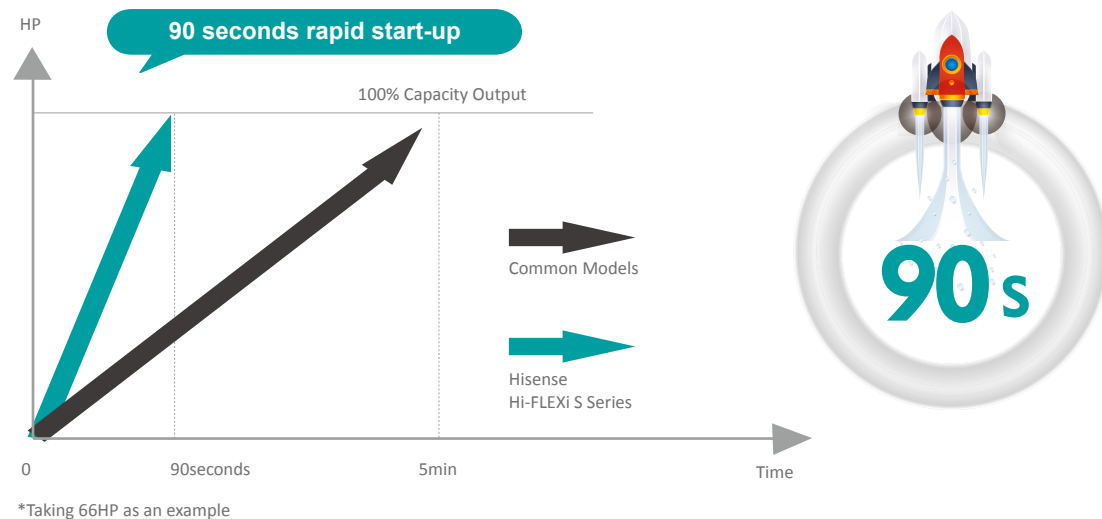 HP
90 seconds rapid start-up
100% Capacity Output
Common Models
Hisense
Hi-FLEXi S Series
90s
0
90seconds
5min
Time
*Taking 66HP as an example